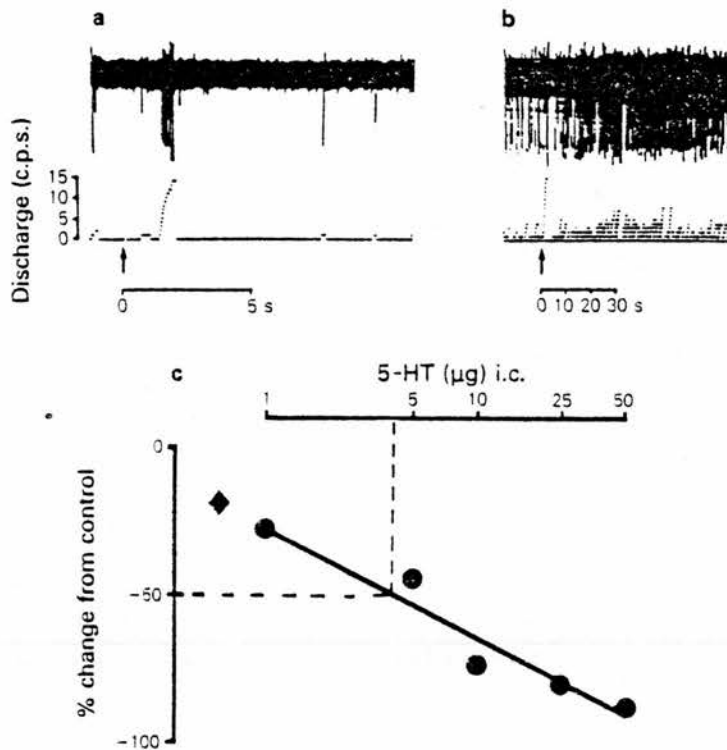 a
b
Discharge (c.p.s.)
15
10
5
0
0 5 s
0 10 20 30 s
c
5-HT (μg) i.c.
1 5 10 25 50
% change from control
0
-50
-100